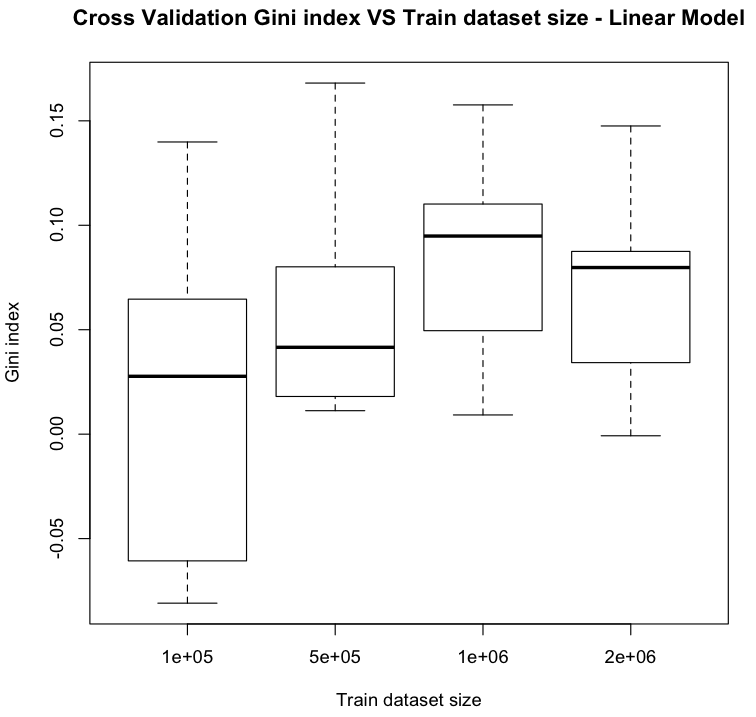 Cross Validation Gini index VS Train dataset size - Linear Model
Gini index
0.15
0.10
0.05
0.00
-0.05
1e+05 5e+05 1e+06 2e+06
Train dataset size